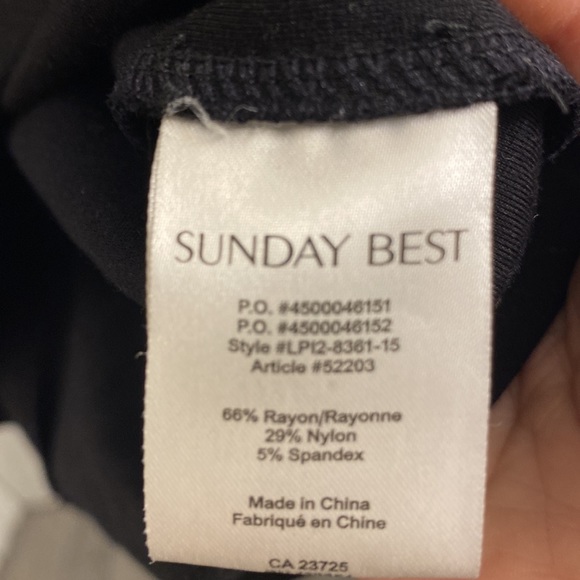 SUNDAY BEST
P.O. #4500046151
P.O. #4500046152
Style #LPI2-8361-15
Article #52203
66% Rayon/Rayonne
29% Nylon
5% Spandex
Made in China
Fabriqué en Chine
CA 23725